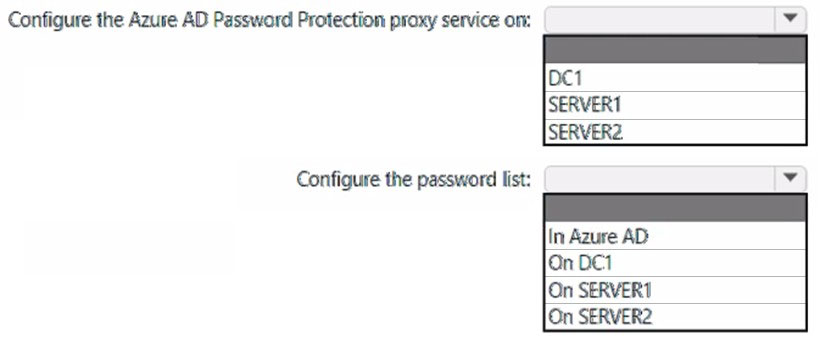 Configure the Azure AD Password Protection proxy service on:
DC1
SERVER1
SERVER2
Configure the password list:
In Azure AD
On DC1
On SERVER1
On SERVER2